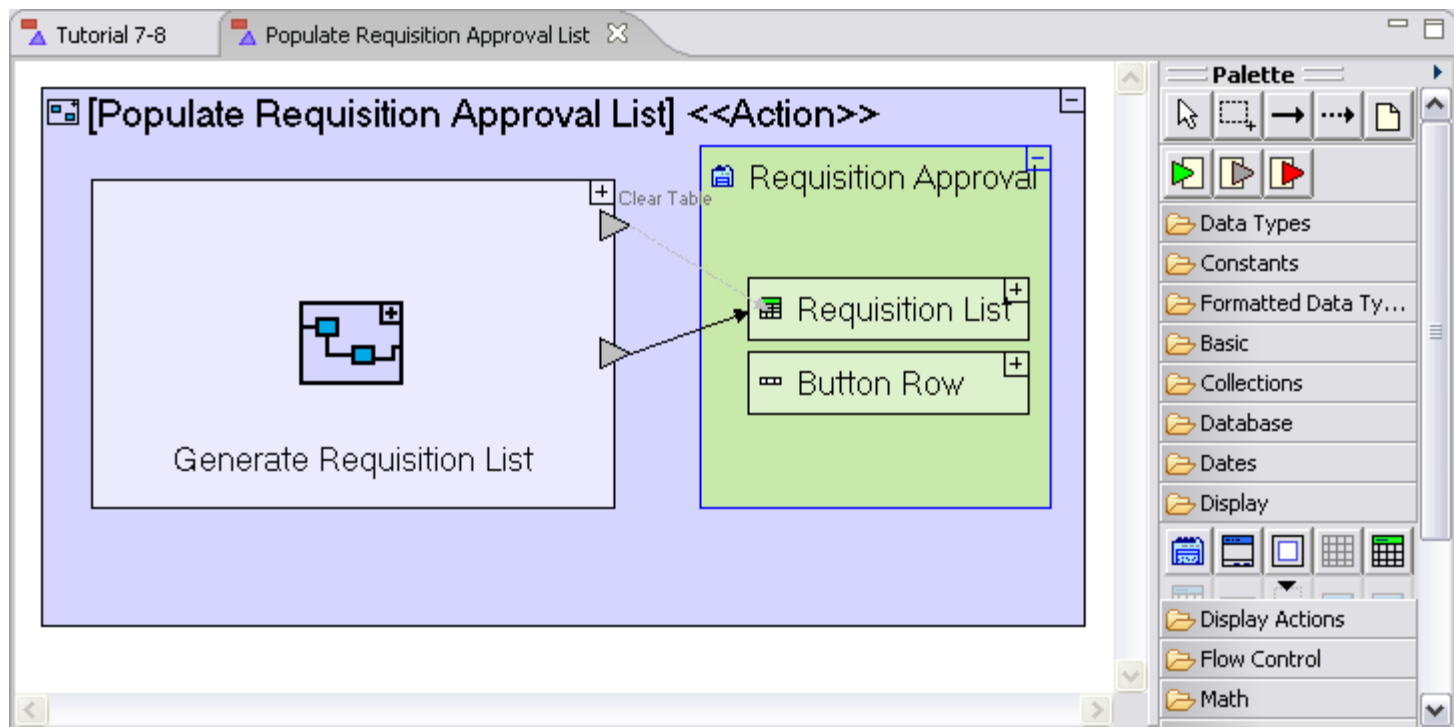 Tutorial 7-8
Populate Requisition Approval List
[Populate Requisition Approval List] <<Action>>
Requisition Approval
Clear Table
Requisition List
Button Row
Generate Requisition List
Palette
Data Types
Constants
Formatted Data Ty...
Basic
Collections
Database
Dates
Display
Display Actions
Flow Control
Math